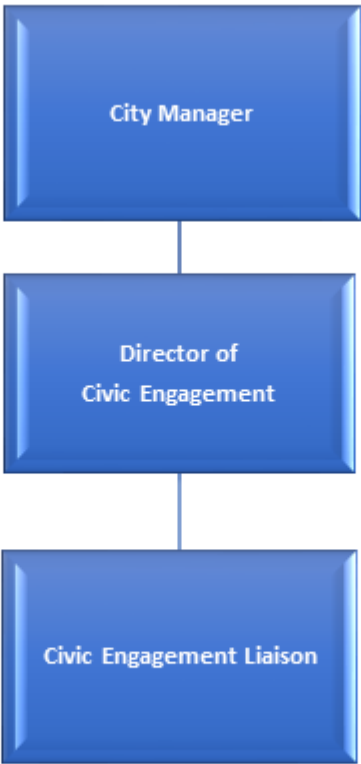 City Manager
Director of
Civic Engagement
Civic Engagement Liaison